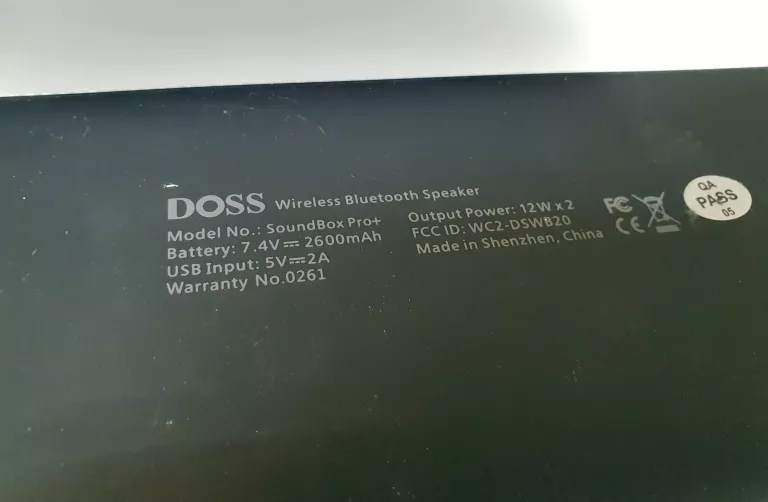 DOSS Wireless Bluetooth Speaker
Model No.: SoundBox Pro+
Battery: 7.4V⎓2600mAh
USB Input: 5V⎓2A
Warranty No.0261
Output Power: 12W x 2
FCC ID: WC2-DSWB20
Made in Shenzhen, China
FC
CE
QA
PASS
05